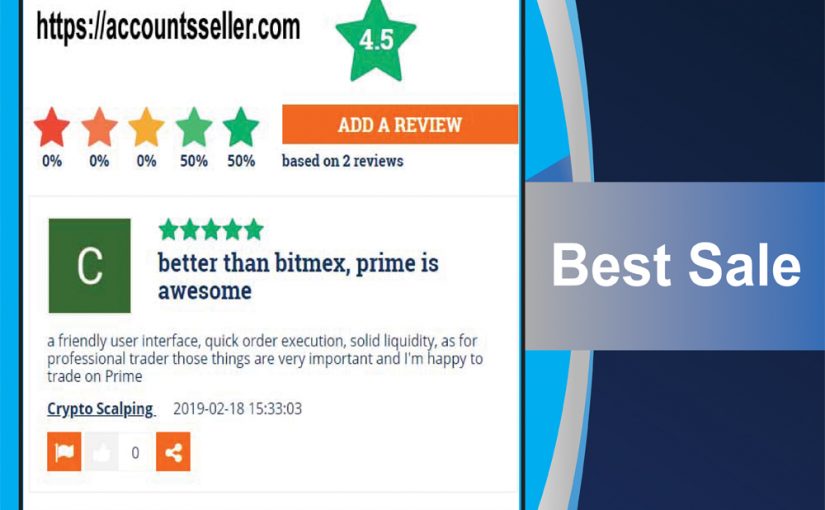 https://accountsseller.com
4.5
ADD A REVIEW
0% 0% 0% 50% 50%
based on 2 reviews
C
better than bitmex, prime is
awesome
a friendly user interface, quick order execution, solid liquidity, as for
professional trader those things are very important and I'm happy to
trade on Prime
Crypto Scalping 2019-02-18 15:33:03
0
Best Sale